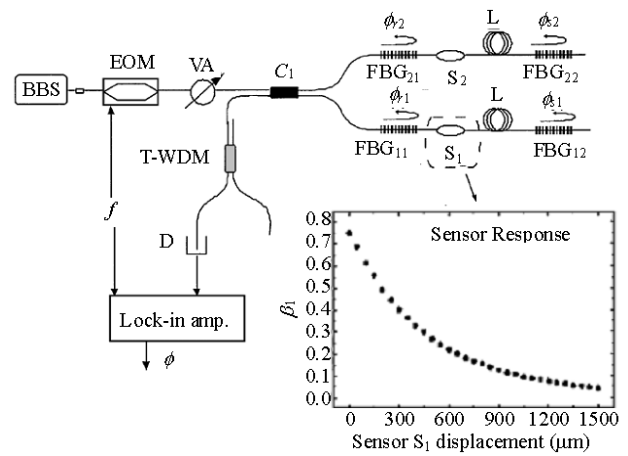 ϕr2
L
ϕs2
EOM
VA
C1
BBS
FBG21
S2
FBG22
ϕr1
L
ϕs1
T-WDM
FBG11
S1
FBG12
f
D
Lock-in amp.
ϕ
Sensor Response
β1
0.8
0.7
0.6
0.5
0.4
0.3
0.2
0.1
0.0
0 300 600 900 1200 1500
Sensor S1 displacement (μm)